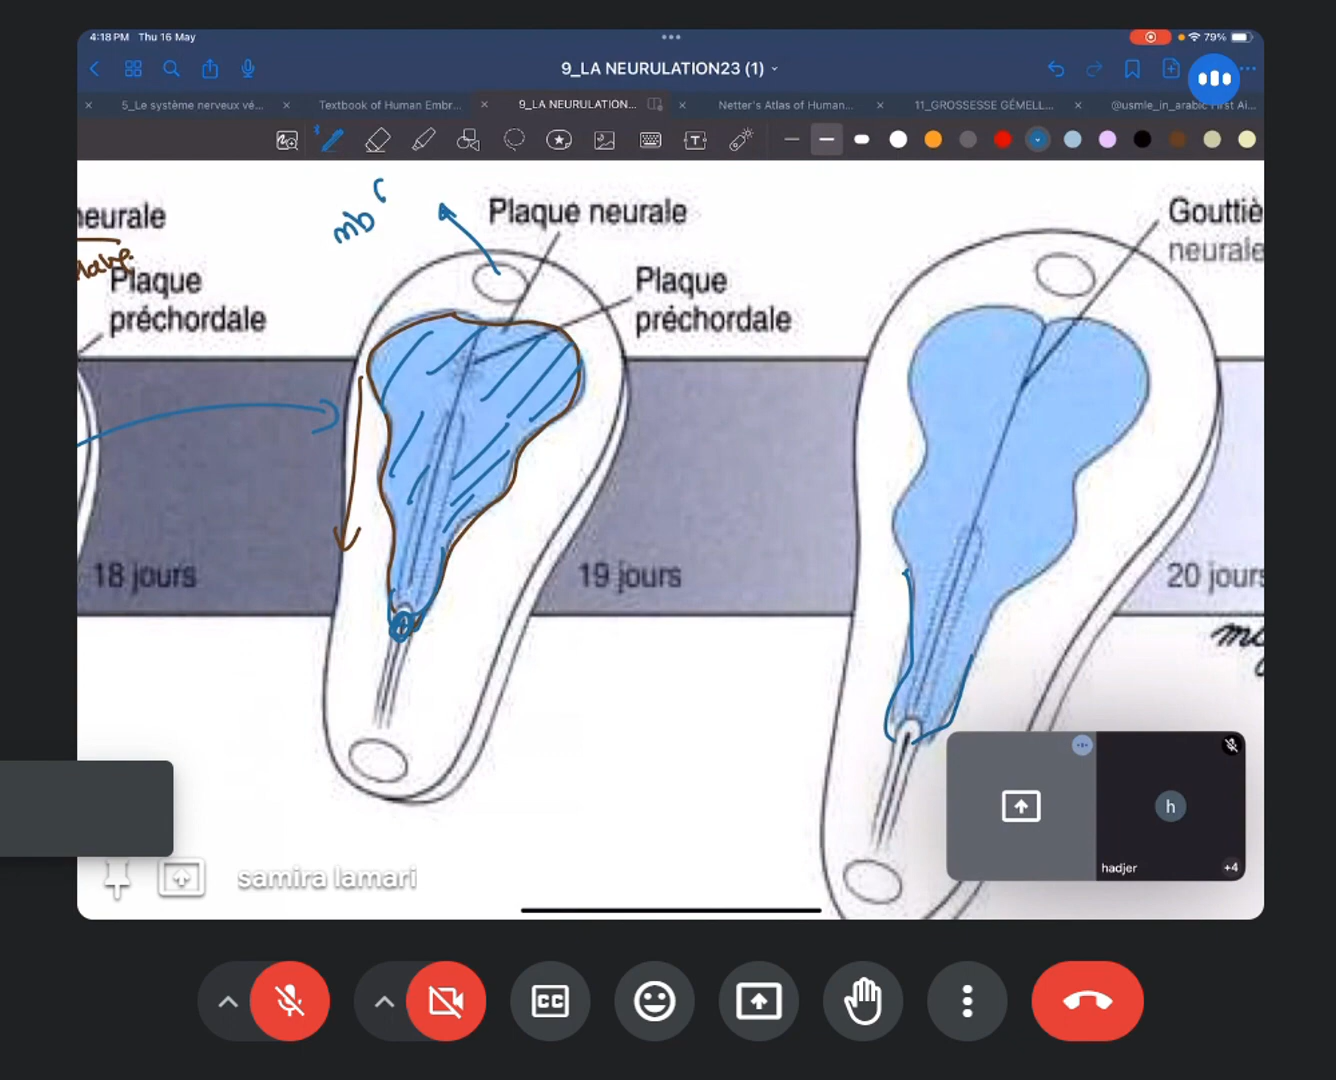 4:18 PM Thu 16 May
79%
9_LA NEURULATION23 (1)
5_Le système nerveux vé...
Textbook of Human Embr...
9_LA NEURULATION...
Netter's Atlas of Human...
11_GROSSESSE GÉMELL...
@usmle_in_arabic First Ai...
neurale
Plaque
préchordale
mb
Plaque neurale
Plaque
préchordale
Gouttiè
neurale
18 jours
19 jours
20 jours
samira lamari
h
hadjer
+4
CC